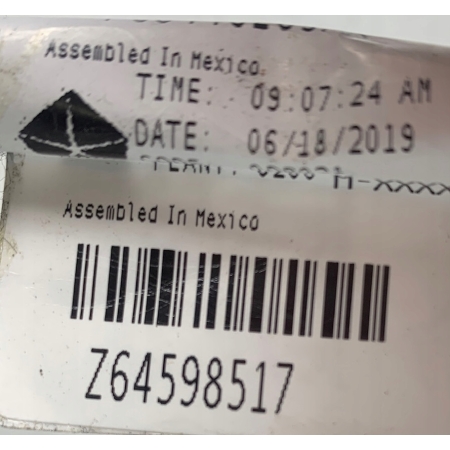 Assembled In Mexico
TIME: 09:07:24 AM
DATE: 06/18/2019
Assembled In Mexico
Z64598517